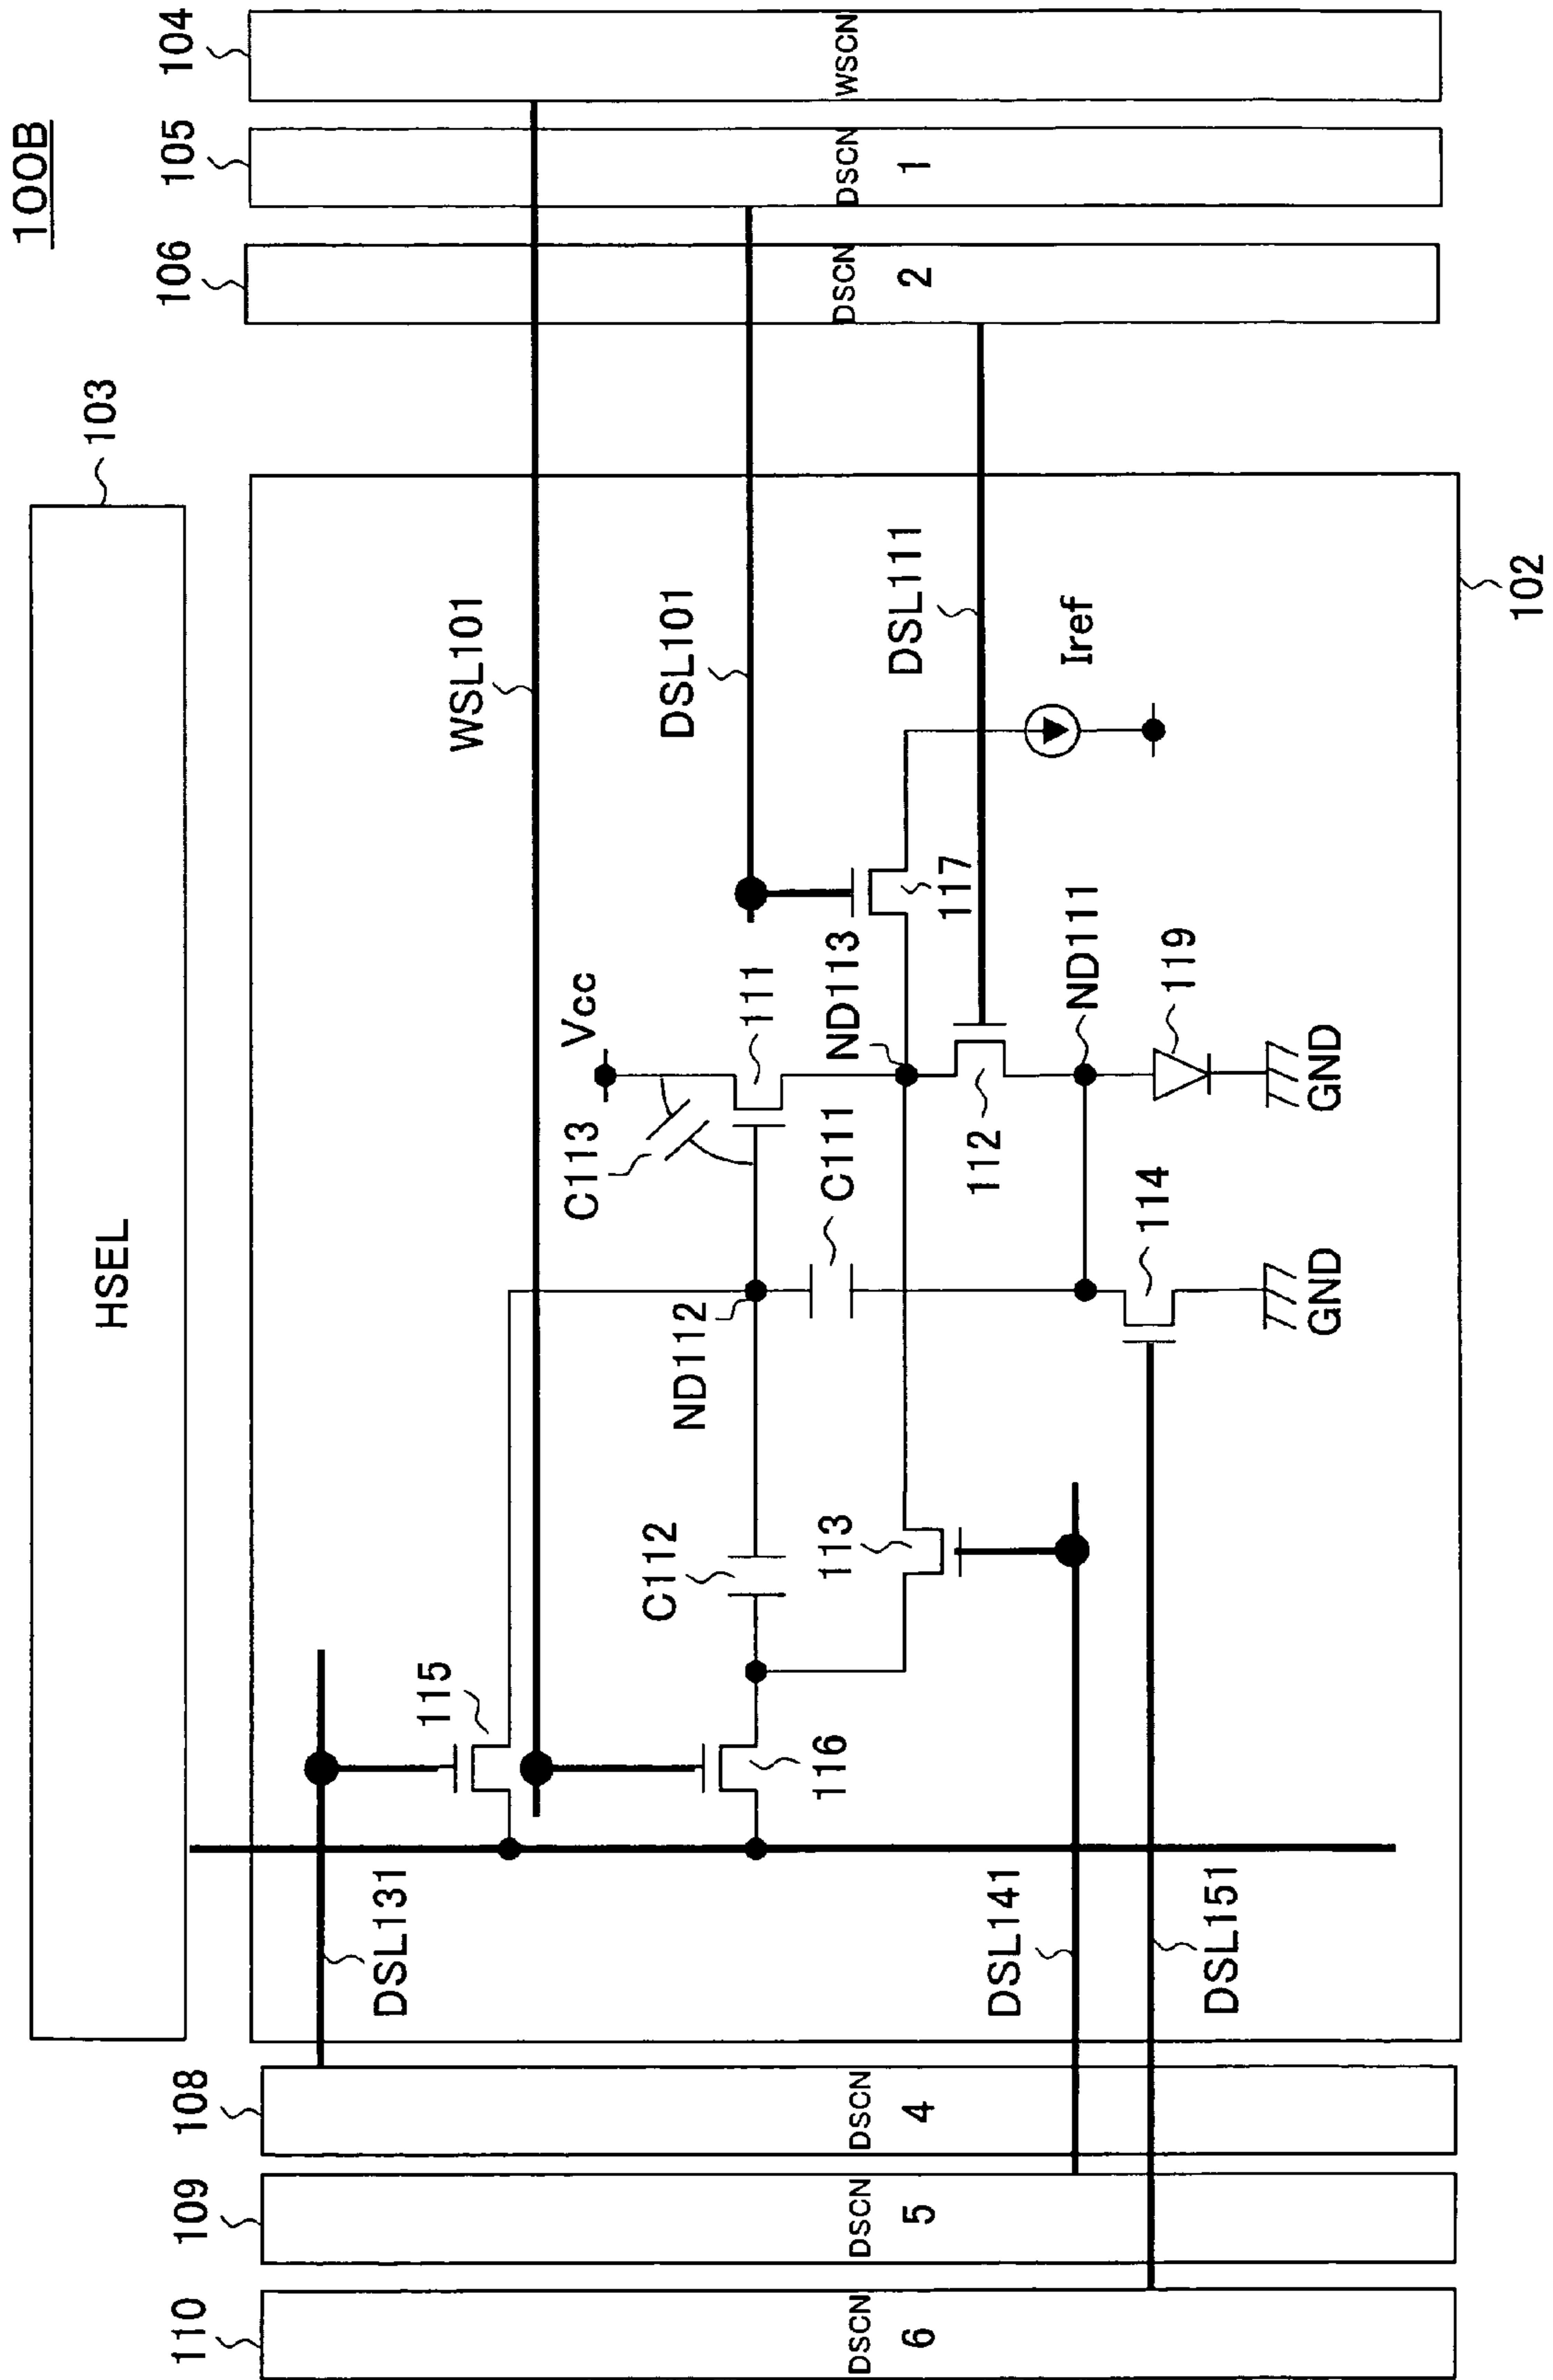 100B
HSEL
103
110
109
108
106
105
104
DSCN
6
DSCN
5
DSCN
4
DSCN
2
DSCN
1
WSCN
DSL131
115
WSL101
C113
Vcc
DSL101
116
C112
ND112
C111
111
ND113
117
DSL111
113
112
Iref
DSL141
114
ND111
119
DSL151
GND
GND
102